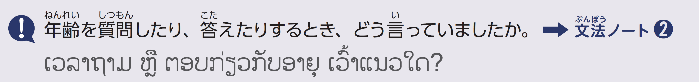 年齢を質問したり、答えたりするとき、どう言っていましたか。 ➡ 文法ノート❷
ເວລາຖາມ ຫຼື ຕອບກ່ຽວກັບອາຍຸ ເວົ້າແນວໃດ?